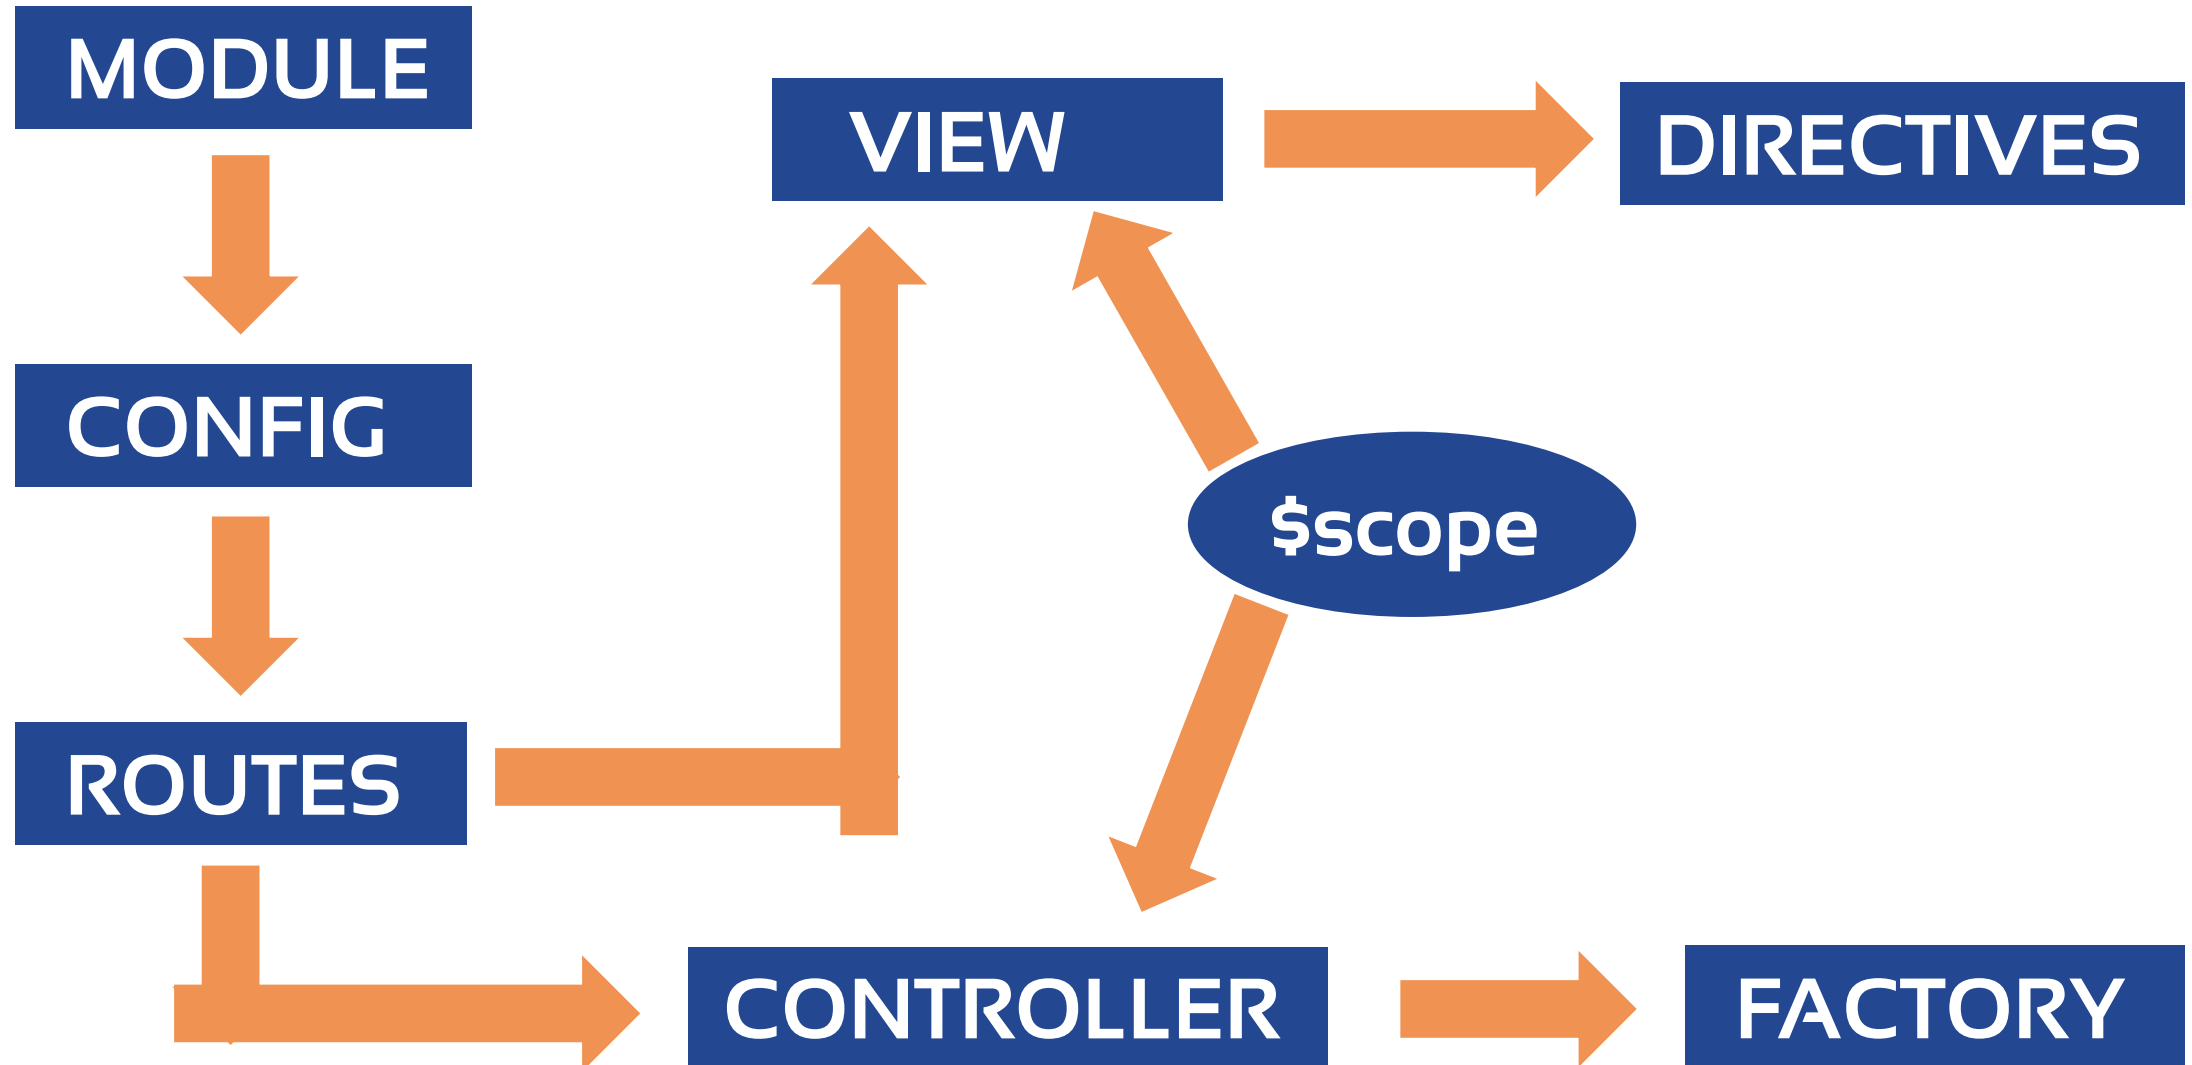 MODULE
VIEW
DIRECTIVES
CONFIG
$scope
ROUTES
CONTROLLER
FACTORY